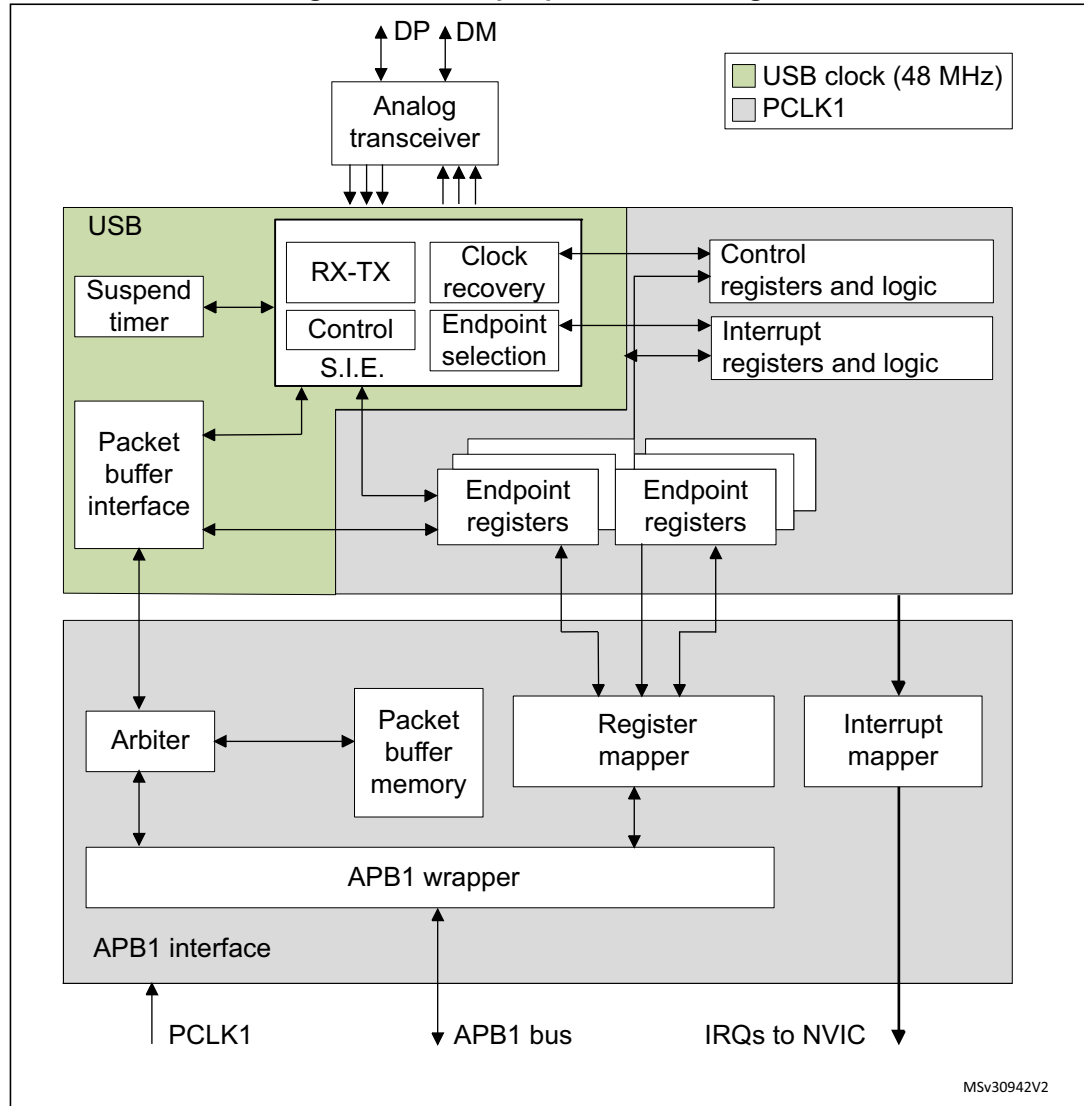 DP DM
Analog
transceiver
USB clock (48 MHz)
PCLK1
USB
Suspend
timer
RX-TX
Control
S.I.E.
Clock
recovery
Endpoint
selection
Control
registers and logic
Interrupt
registers and logic
Packet
buffer
interface
Endpoint
registers
Endpoint
registers
Arbiter
Packet
buffer
memory
Register
mapper
Interrupt
mapper
APB1 wrapper
APB1 interface
PCLK1
APB1 bus
IRQs to NVIC
MSv30942V2